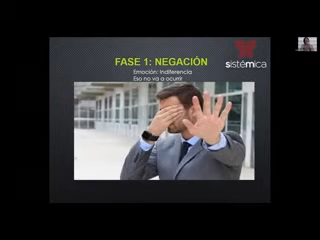 FASE 1: NEGACIÓN
Emoción: Indiferencia
Eso no va a ocurrir
sistémica